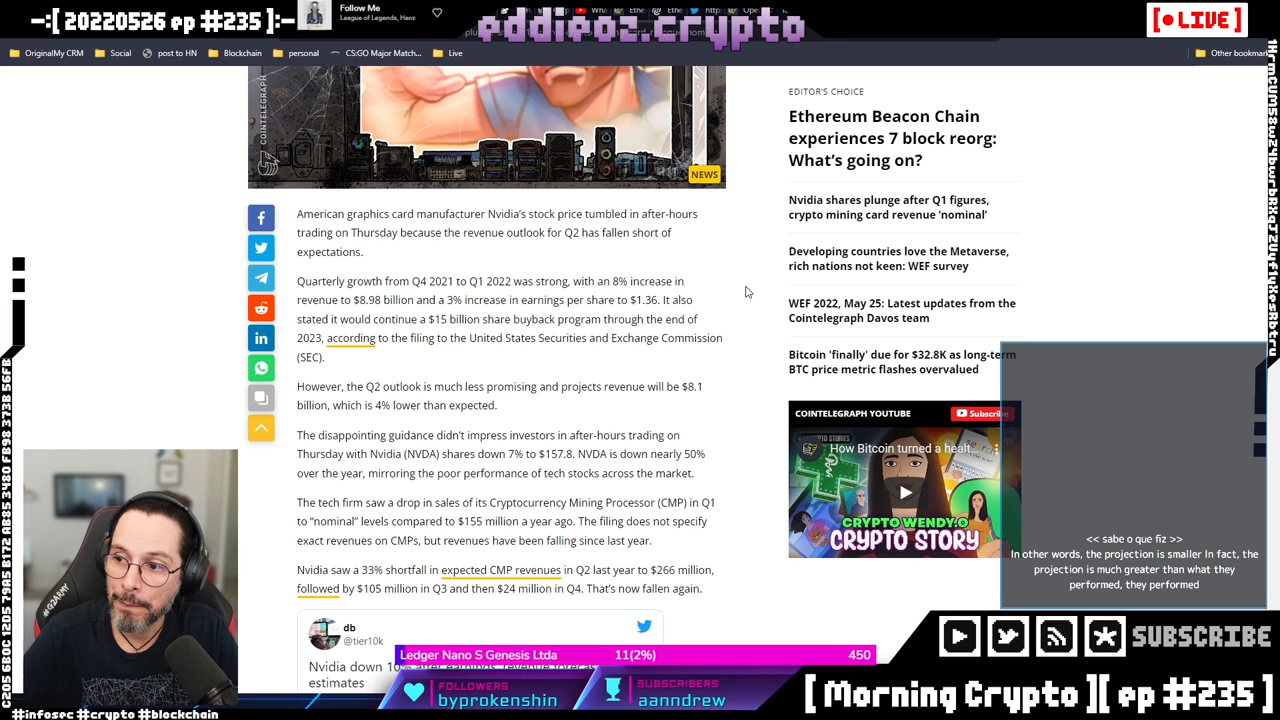 -:[ 20220526 ep #235]:-
Follow Me
League of Legends, Hanz
eddieoz.crypto
[ LIVE ]
OriginalMy CRM
Social
post to HN
Blockchain
personal
CS:GO Major Match...
Live
Other bookmar
COINTELEGRAPH
NEWS
American graphics card manufacturer Nvidia's stock price tumbled in after-hours
trading on Thursday because the revenue outlook for Q2 has fallen short of
expectations.
Quarterly growth from Q4 2021 to Q1 2022 was strong, with an 8% increase in
revenue to $8.98 billion and a 3% increase in earnings per share to $1.36. It also
stated it would continue a $15 billion share buyback program through the end of
2023, according to the filing to the United States Securities and Exchange Commission
(SEC).
However, the Q2 outlook is much less promising and projects revenue will be $8.1
billion, which is 4% lower than expected.
The disappointing guidance didn't impress investors in after-hours trading on
Thursday with Nvidia (NVDA) shares down 7% to $157.8. NVDA is down nearly 50%
over the year, mirroring the poor performance of tech stocks across the market.
The tech firm saw a drop in sales of its Cryptocurrency Mining Processor (CMP) in Q1
to "nominal" levels compared to $155 million a year ago. The filing does not specify
exact revenues on CMPs, but revenues have been falling since last year.
Nvidia saw a 33% shortfall in expected CMP revenues in Q2 last year to $266 million,
followed by $105 million in Q3 and then $24 million in Q4. That's now fallen again.
db
@tier10k
Nvidia down 10% after earnings, revenue forecast
estimates
EDITOR'S CHOICE
Ethereum Beacon Chain
experiences 7 block reorg:
What's going on?
Nvidia shares plunge after Q1 figures,
crypto mining card revenue 'nominal'
Developing countries love the Metaverse,
rich nations not keen: WEF survey
WEF 2022, May 25: Latest updates from the
Cointelegraph Davos team
Bitcoin 'finally' due for $32.8K as long-term
BTC price metric flashes overvalued
COINTELEGRAPH YOUTUBE
Subscribe
CRYPTO STORIES
How Bitcoin turned a healt...
CRYPTO WENDY.O
CRYPTO STORY
<< sabe o que fiz >>
In other words, the projection is smaller In fact, the
projection is much greater than what they
performed, they performed
#G2ARMY
Ledger Nano S Genesis Ltda
11(2%)
450
FOLLOWERS
byprokenshin
SUBSCRIBERS
aanndrew
SUBSCRIBE
[ Morning Crypto ][ ep #235 ]
#infosec #crypto #blockchain